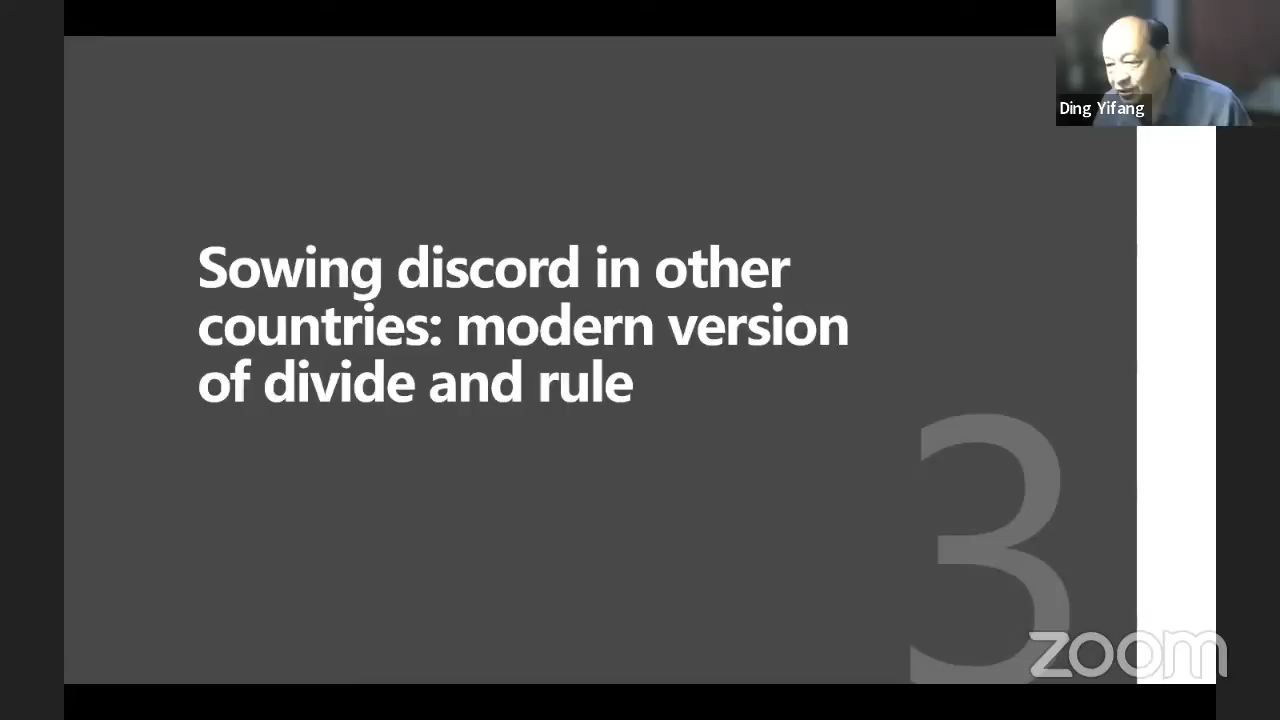 Ding Yifang
Sowing discord in other
countries: modern version
of divide and rule
3
zoom